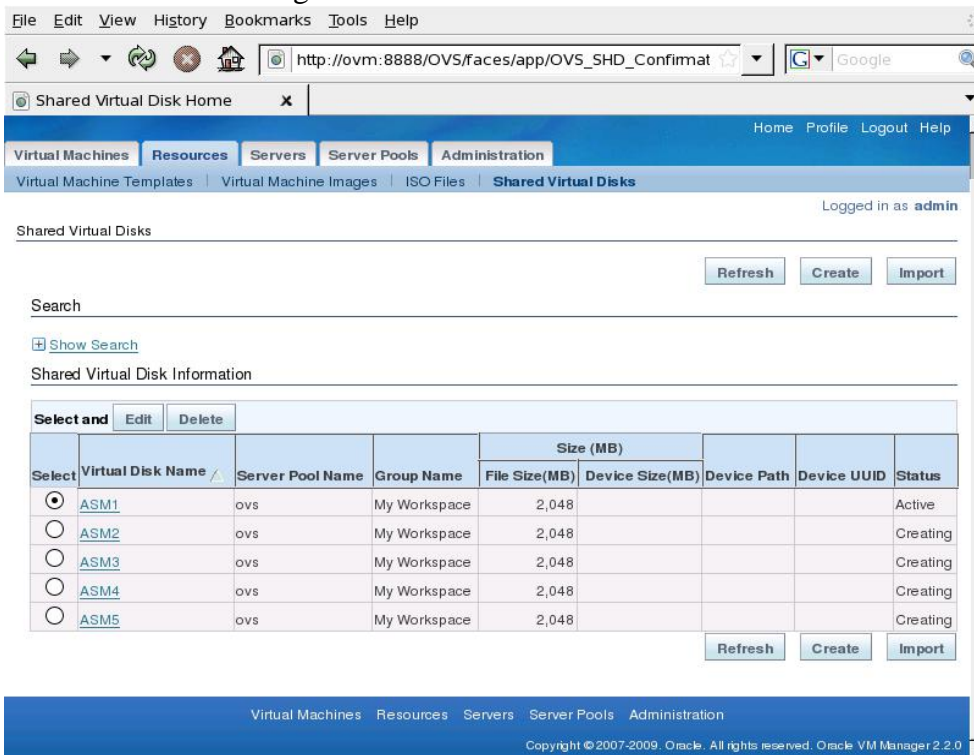 File Edit View History Bookmarks Tools Help
http://ovm:8888/OVS/faces/app/OVS_SHD_Confirmat G Google
Shared Virtual Disk Home x
Home Profile Logout Help
Virtual Machines Resources Servers Server Pools Administration
Virtual Machine Templates | Virtual Machine Images | ISO Files | Shared Virtual Disks
Logged in as admin
Shared Virtual Disks
Refresh Create Import
Search
Show Search
Shared Virtual Disk Information
Select and Edit Delete
Size (MB)
Select Virtual Disk Name Server Pool Name Group Name File Size(MB) Device Size(MB) Device Path Device UUID Status
ASM1 ovs My Workspace 2,048 Active
ASM2 ovs My Workspace 2,048 Creating
ASM3 ovs My Workspace 2,048 Creating
ASM4 ovs My Workspace 2,048 Creating
ASM5 ovs My Workspace 2,048 Creating
Refresh Create Import
Virtual Machines Resources Servers Server Pools Administration
Copyright © 2007-2009. Oracle. All rights reserved. Oracle VM Manager 2.2.0